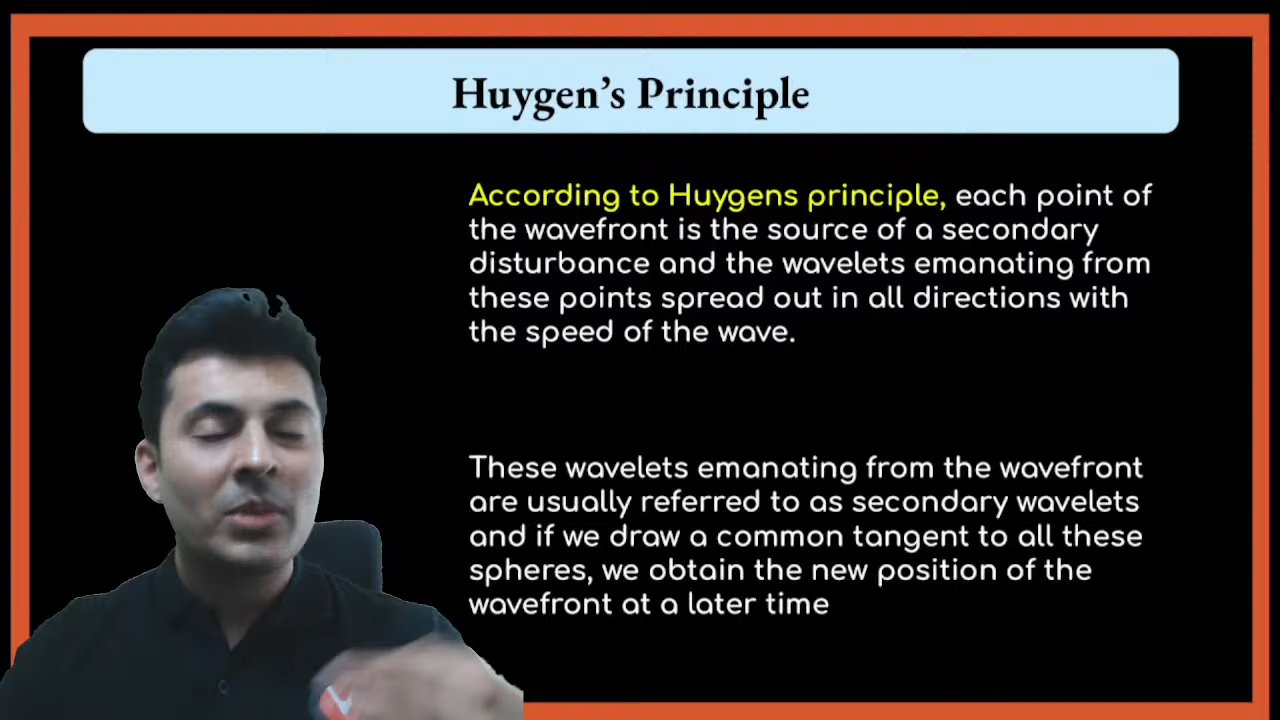 Huygen’s Principle
According to Huygens principle, each point of
the wavefront is the source of a secondary
disturbance and the wavelets emanating from
these points spread out in all directions with
the speed of the wave.
These wavelets emanating from the wavefront
are usually referred to as secondary wavelets
and if we draw a common tangent to all these
spheres, we obtain the new position of the
wavefront at a later time